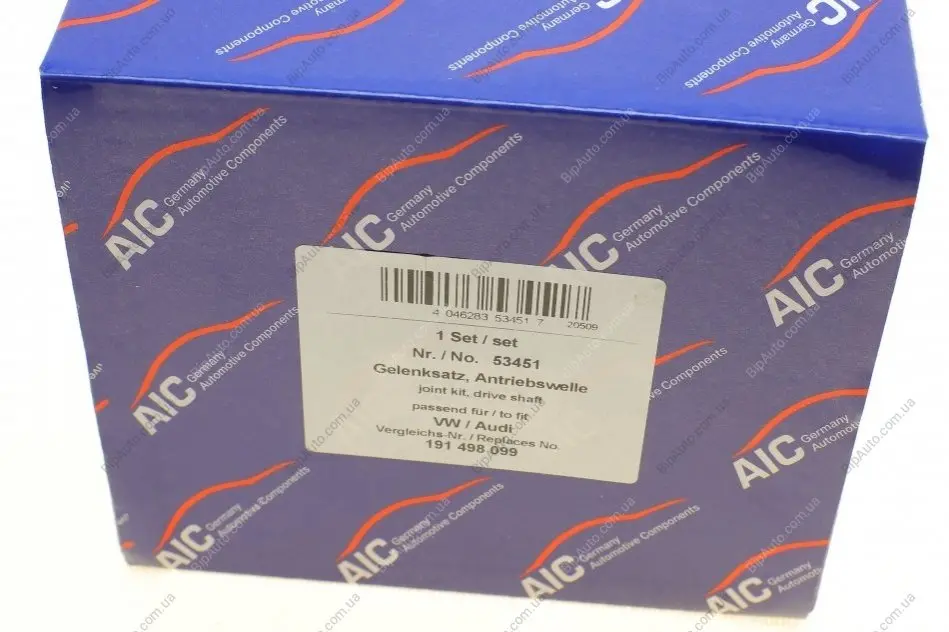 4 046283 53451 7 20509
1 Set / set
Nr. / No. 53451
Gelenksatz, Antriebswelle
joint kit, drive shaft
passend für / to fit
VW / Audi
Vergleichs-Nr. / Replaces No.
191 498 099
AIC Germany
Automotive Components
BipAuto.com.ua